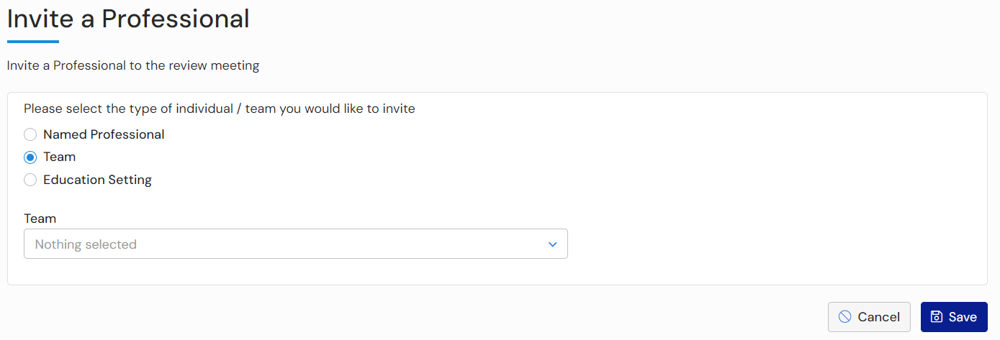 Invite a Professional
Invite a Professional to the review meeting
Please select the type of individual / team you would like to invite
Named Professional
Team
Education Setting
Team
Nothing selected
Cancel
Save